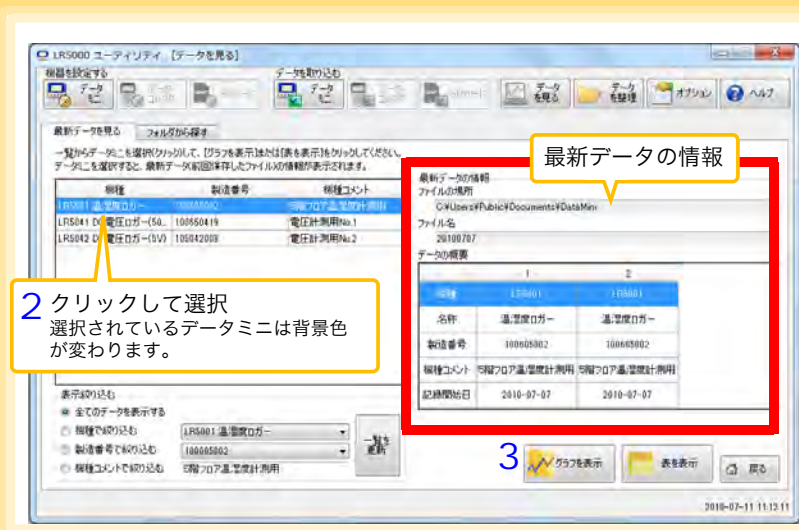 LR5000 ユーティリティ [データを見る]
機器を設定する
データを取り込む
データミニ
データミニ
データを見る
データを整理
オプション
ヘルプ
最新データを見る
フォルダから探す
一覧からデータミニを選択(クリック)して、[グラフを表示]または[表を表示]をクリックしてください。
データミニを選択すると、最新データ(前回保存したファイル)の情報が表示されます。
機種 製造番号 機種コメント
LR5001 温湿度ロガー 100605002 5階フロア温湿度計測用
LR5041 DC電圧ロガー(50.. 100650419 電圧計測用No.1
LR5042 DC電圧ロガー(5V) 105042003 電圧計測用No.2
2 クリックして選択
選択されているデータミニは背景色
が変わります。
表示絞り込む
全てのデータを表示する
機種で絞り込む LR5001 温湿度ロガー
製造番号で絞り込む 100605002
機種コメントで絞り込む 5階フロア温湿度計測用
一覧を更新
最新データの情報
最新データの情報
ファイルの場所
C:¥Users¥Public¥Documents¥DataMini
ファイル名
20100707
データの概要
1 2
機種 LR5001 LR5001
名称 温湿度ロガー 温湿度ロガー
製造番号 100605002 100605002
機種コメント 5階フロア温湿度計測用 5階フロア温湿度計測用
記録開始日 2010-07-07 2010-07-07
3
グラフを表示
表を表示
戻る
2010-07-11 11:12:11